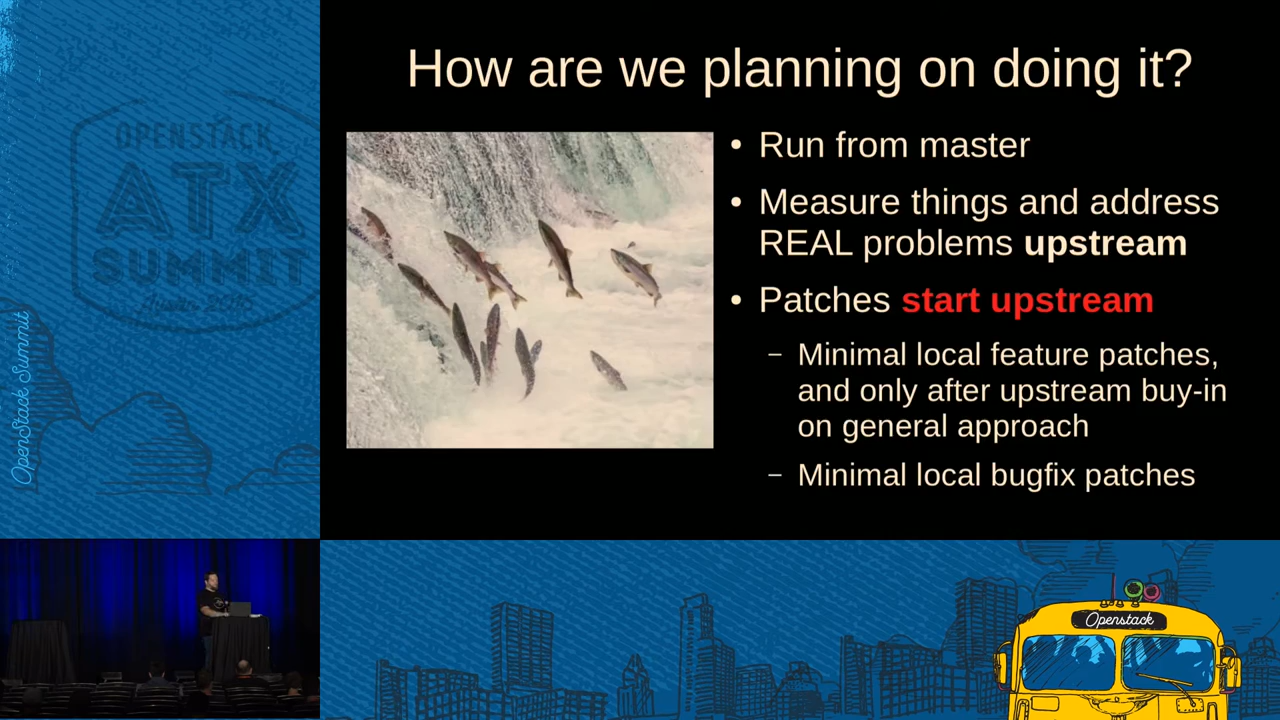 OPENSTACK
ATX
SUMMIT
OpenStack Summit
How are we planning on doing it?
• Run from master
• Measure things and address
REAL problems upstream
• Patches start upstream
– Minimal local feature patches,
and only after upstream buy-in
on general approach
– Minimal local bugfix patches
Openstack